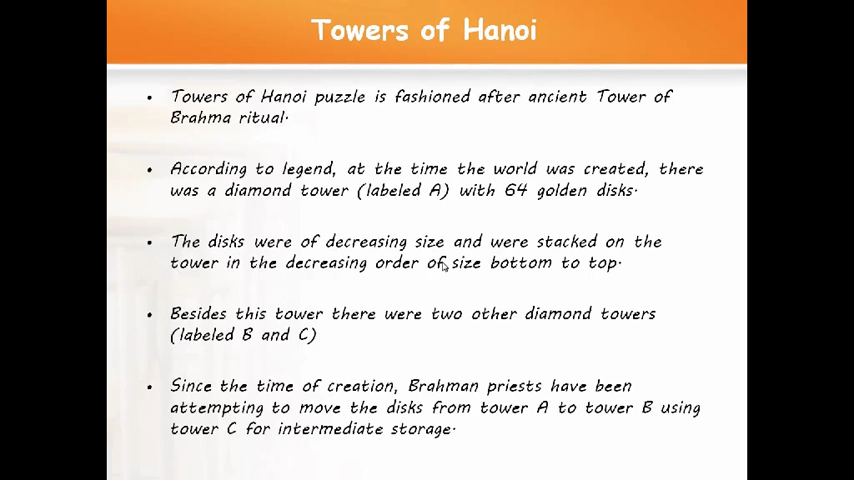 Towers of Hanoi
• Towers of Hanoi puzzle is fashioned after ancient Tower of
Brahma ritual.
• According to legend, at the time the world was created, there
was a diamond tower (labeled A) with 64 golden disks.
• The disks were of decreasing size and were stacked on the
tower in the decreasing order of size bottom to top.
• Besides this tower there were two other diamond towers
(labeled B and C)
• Since the time of creation, Brahman priests have been
attempting to move the disks from tower A to tower B using
tower C for intermediate storage.